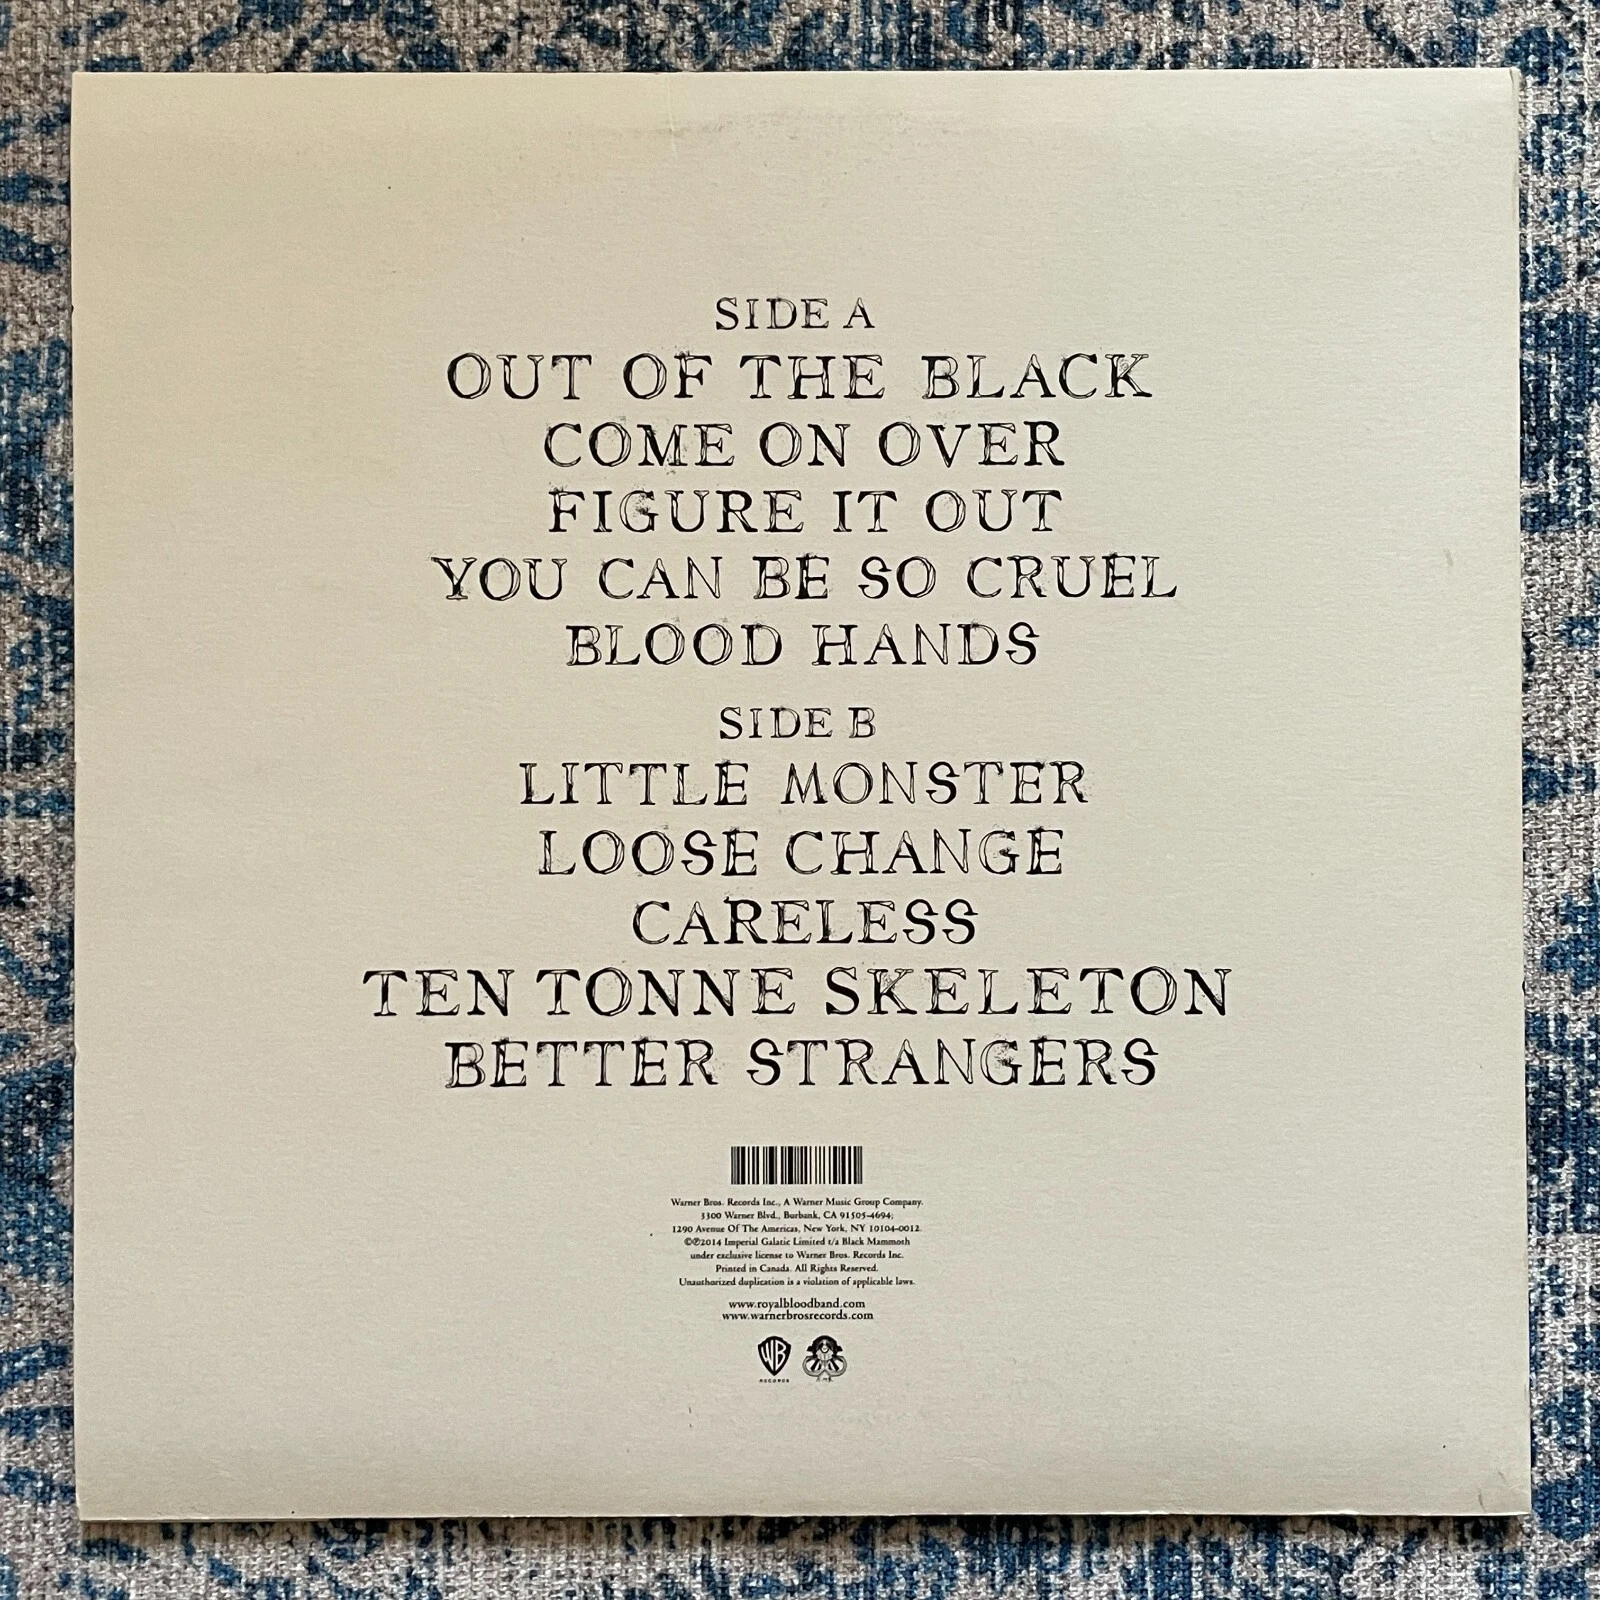 SIDE A
OUT OF THE BLACK
COME ON OVER
FIGURE IT OUT
YOU CAN BE SO CRUEL
BLOOD HANDS
SIDE B
LITTLE MONSTER
LOOSE CHANGE
CARELESS
TEN TONNE SKELETON
BETTER STRANGERS
Warner Bros. Records Inc., A Warner Music Group Company.
3300 Warner Blvd., Burbank, CA 91505-4694;
1290 Avenue Of The Americas, New York, NY 10104-0012.
©℗2014 Imperial Galatic Limited t/a Black Mammoth
under exclusive license to Warner Bros. Records Inc.
Printed in Canada. All Rights Reserved.
Unauthorized duplication is a violation of applicable laws.
www.royalbloodband.com
www.warnerbrosrecords.com
WB
RECORDS